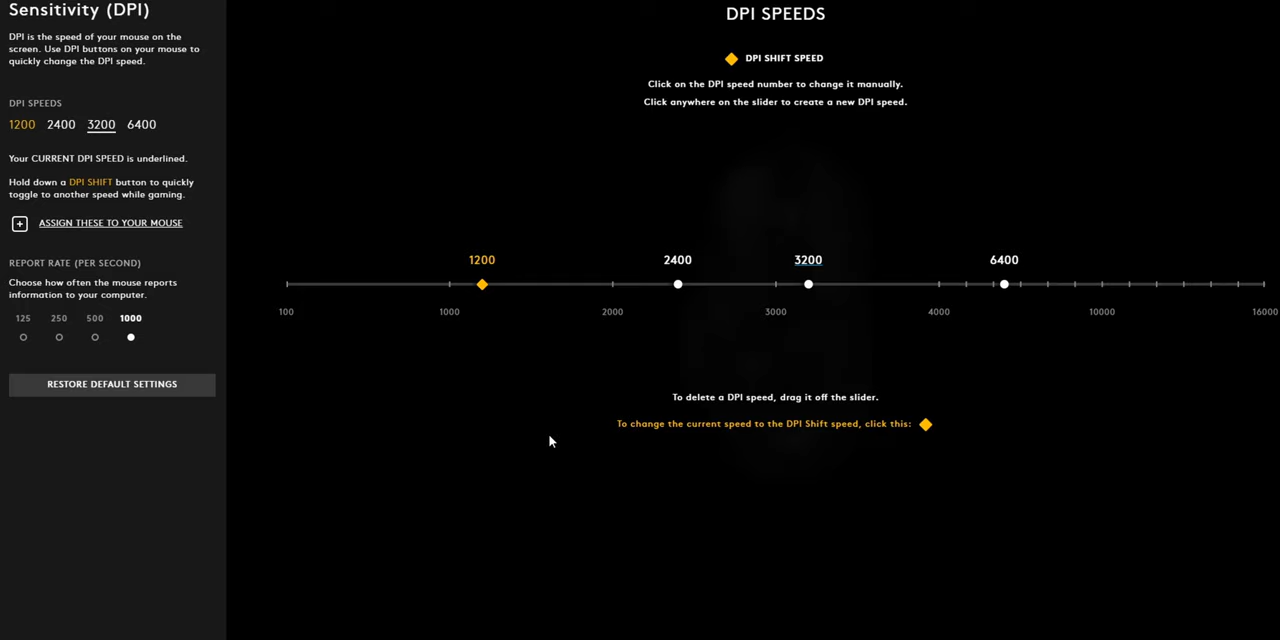 Sensitivity (DPI)
DPI is the speed of your mouse on the
screen. Use DPI buttons on your mouse to
quickly change the DPI speed.
DPI SPEEDS
1200 2400 3200 6400
Your CURRENT DPI SPEED is underlined.
Hold down a DPI SHIFT button to quickly
toggle to another speed while gaming.
ASSIGN THESE TO YOUR MOUSE
REPORT RATE (PER SECOND)
Choose how often the mouse reports
information to your computer.
125 250 500 1000
RESTORE DEFAULT SETTINGS
DPI SPEEDS
DPI SHIFT SPEED
Click on the DPI speed number to change it manually.
Click anywhere on the slider to create a new DPI speed.
1200 2400 3200 6400
100 1000 2000 3000 4000 10000 16000
To delete a DPI speed, drag it off the slider.
To change the current speed to the DPI Shift speed, click this: